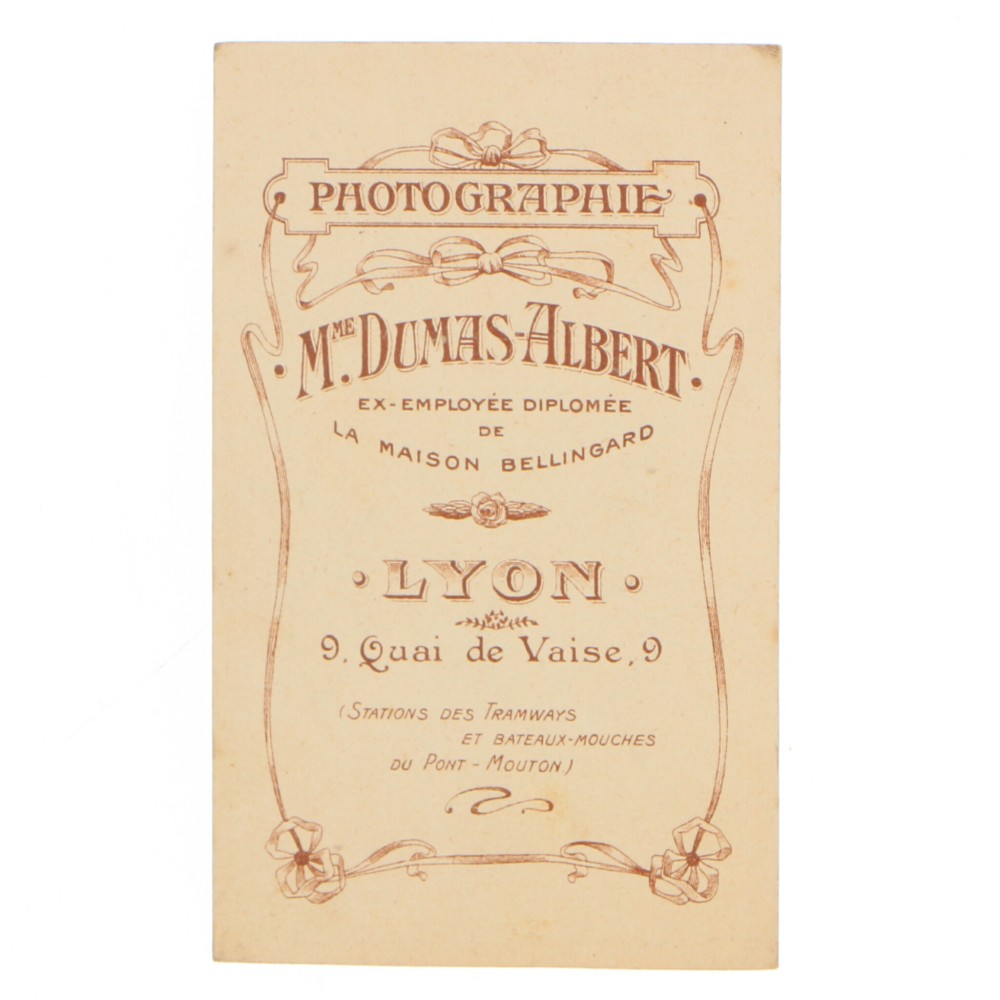 PHOTOGRAPHIE
MME. DUMAS-ALBERT
EX-EMPLOYÉE DIPLOMÉE
DE
LA MAISON BELLINGARD
LYON
9, Quai de Vaise, 9
(STATIONS DES TRAMWAYS
ET BATEAUX-MOUCHES
DU PONT-MOUTON)